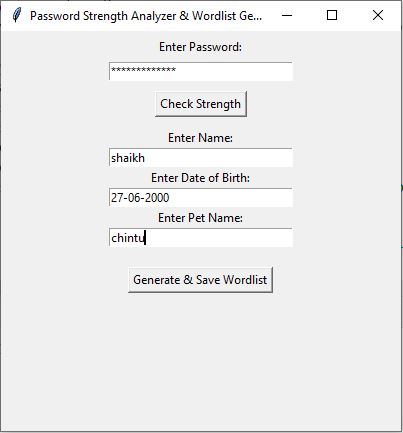 Password Strength Analyzer & Wordlist Ge...
Enter Password:
*************
Check Strength
Enter Name:
shaikh
Enter Date of Birth:
27-06-2000
Enter Pet Name:
chintu
Generate & Save Wordlist